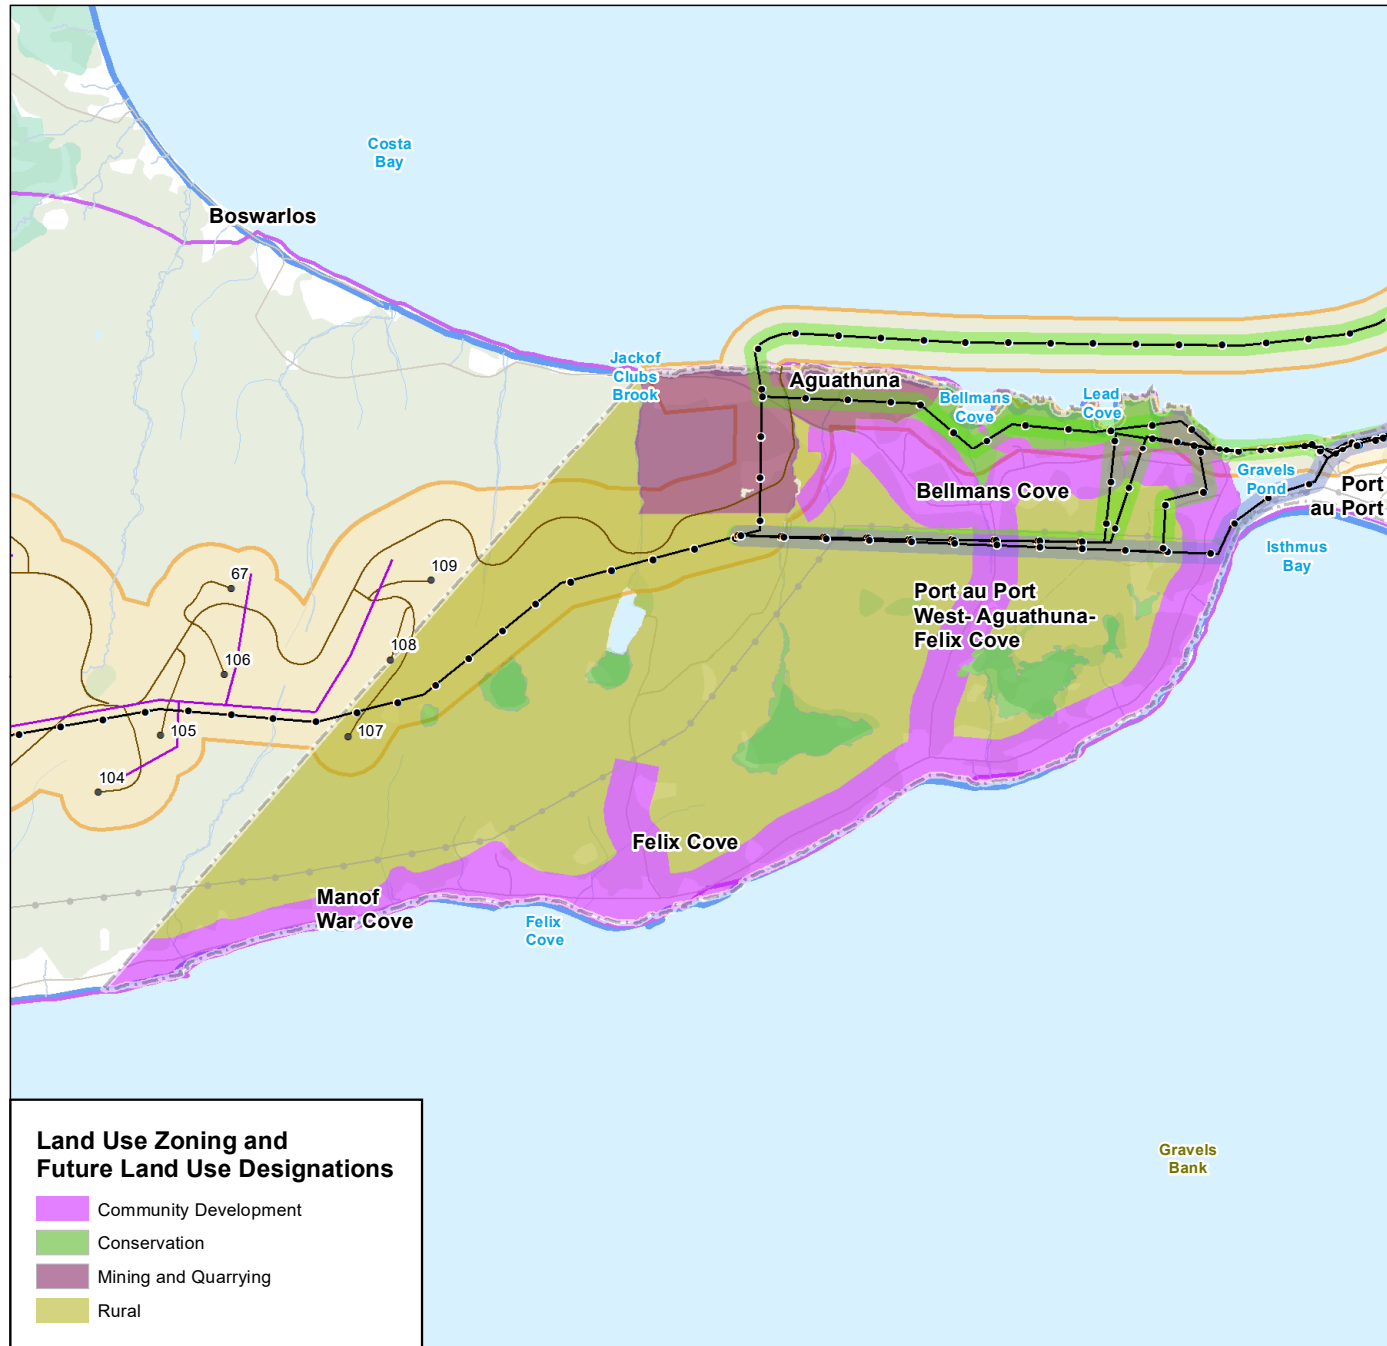 Costa
Bay
Boswarlos
Jackof
Clubs
Brook
Aguathuna
Bellmans
Cove
Lead
Cove
Gravels
Pond
Port
au Port
Bellmans Cove
Isthmus
Bay
67
109
Port au Port
West- Aguathuna-
Felix Cove
108
106
107
105
104
Felix Cove
Manof
War Cove
Felix
Cove
Gravels
Bank
Land Use Zoning and
Future Land Use Designations
Community Development
Conservation
Mining and Quarrying
Rural